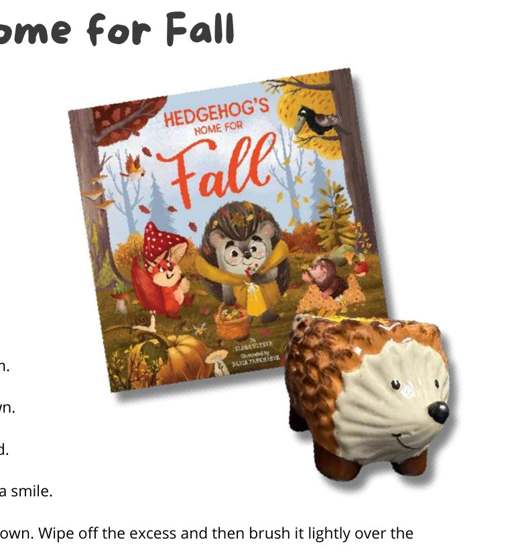 ome for Fall
HEDGEHOG'S
HOME FOR
Fall
n.
wn.
d.
a smile.
own. Wipe off the excess and then brush it lightly over the